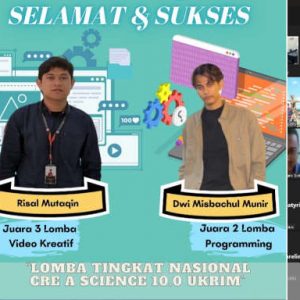 SELAMAT & SUKSES
Risal Mutaqin
Juara 3 Lomba
Video Kreatif
Dwi Misbachul Munir
Juara 2 Lomba
Programming
"LOMBA TINGKAT NASIONAL
CRE A SCIENCE 10.0 UKRIM"